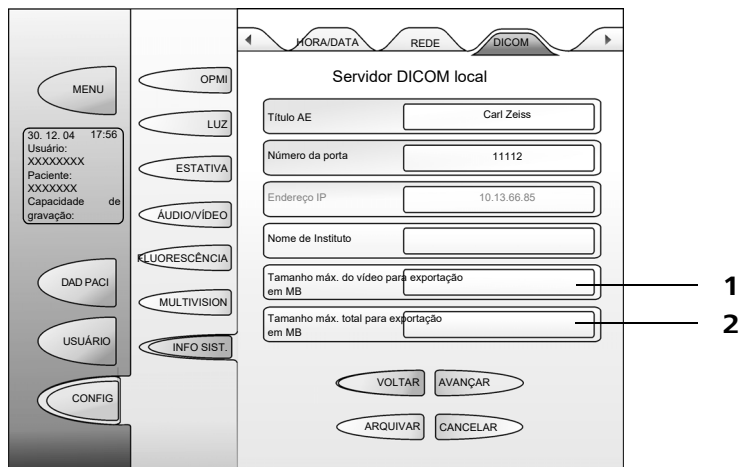 MENU
30. 12. 04 17:56
Usuário:
XXXXXXXX
Paciente:
XXXXXXX
Capacidade de
gravação:
DAD PACI
USUÁRIO
CONFIG
OPMI
LUZ
ESTATIVA
ÁUDIO/VÍDEO
FLUORESCÊNCIA
MULTIVISION
INFO SIST.
HORA/DATA REDE DICOM
Servidor DICOM local
Título AE Carl Zeiss
Número da porta 11112
Endereço IP 10.13.66.85
Nome de Instituto
Tamanho máx. do vídeo para exportação
em MB
1
Tamanho máx. total para exportação
em MB
2
VOLTAR AVANÇAR
ARQUIVAR CANCELAR